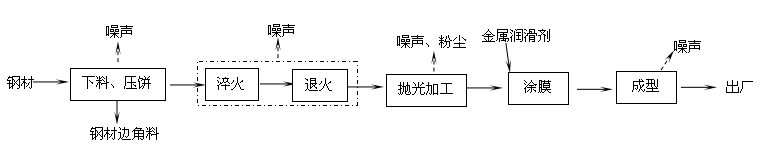 噪声
噪声
噪声、粉尘
金属润滑剂
噪声
钢材
下料、压饼
淬火
退火
抛光加工
涂膜
成型
出厂
钢材边角料